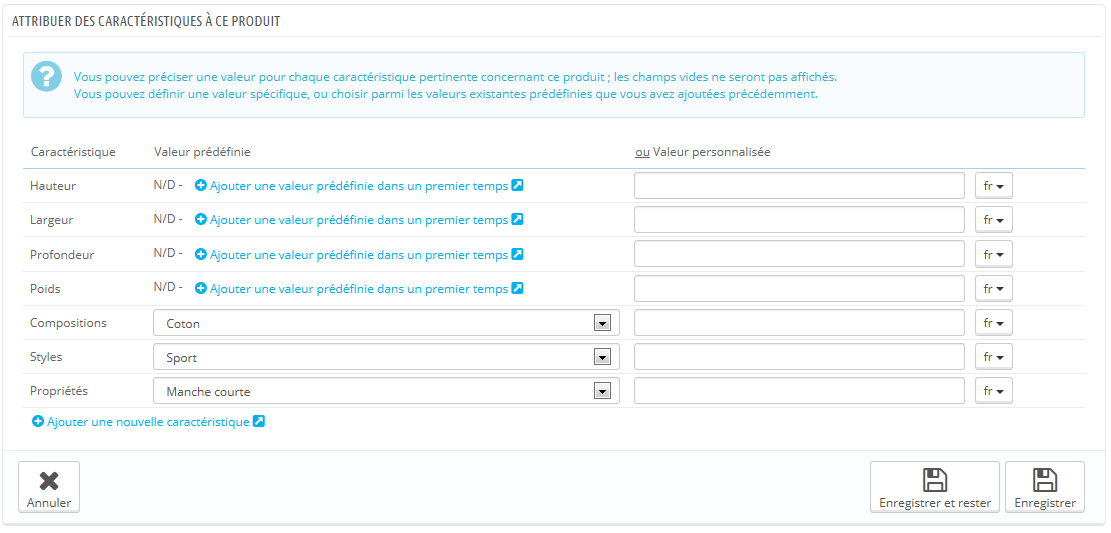 ATTRIBUER DES CARACTÉRISTIQUES À CE PRODUIT
Vous pouvez préciser une valeur pour chaque caractéristique pertinente concernant ce produit ; les champs vides ne seront pas affichés.
Vous pouvez définir une valeur spécifique, ou choisir parmi les valeurs existantes prédéfinies que vous avez ajoutées précédemment.
Caractéristique Valeur prédéfinie ou Valeur personnalisée
Hauteur N/D - Ajouter une valeur prédéfinie dans un premier temps fr
Largeur N/D - Ajouter une valeur prédéfinie dans un premier temps fr
Profondeur N/D - Ajouter une valeur prédéfinie dans un premier temps fr
Poids N/D - Ajouter une valeur prédéfinie dans un premier temps fr
Compositions Coton fr
Styles Sport fr
Propriétés Manche courte fr
Ajouter une nouvelle caractéristique
Annuler Enregistrer et rester Enregistrer